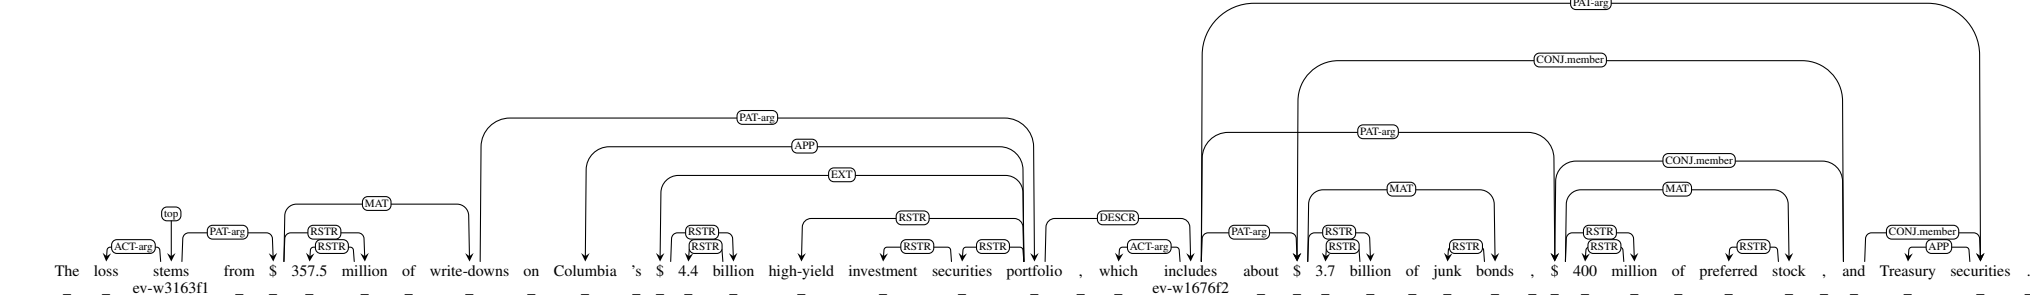 PAT-arg
CONJ.member
PAT-arg
PAT-arg
APP
CONJ.member
EXT
MAT
MAT
MAT
top
RSTR
DESCR
PAT-arg
RSTR
RSTR
PAT-arg
RSTR
RSTR
CONJ.member
ACT-arg
RSTR
RSTR
RSTR
RSTR
ACT-arg
RSTR
RSTR
RSTR
RSTR
APP
The loss stems from $ 357.5 million of write-downs on Columbia 's $ 4.4 billion high-yield investment securities portfolio , which includes about $ 3.7 billion of junk bonds , $ 400 million of preferred stock , and Treasury securities .
ev-w3163f1 ev-w1676f2